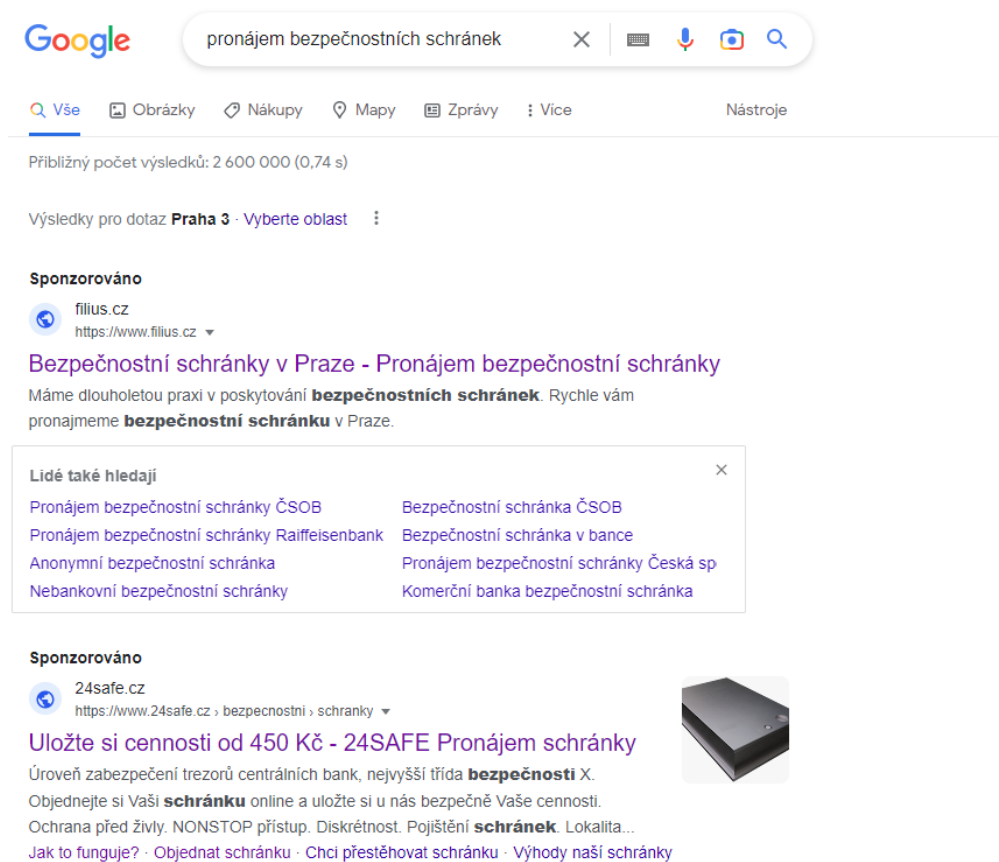 Google
pronájem bezpečnostních schránek
Vše Obrázky Nákupy Mapy Zprávy Více Nástroje
Přibližný počet výsledků: 2 600 000 (0,74 s)
Výsledky pro dotaz Praha 3 · Vyberte oblast
Sponzorováno
filius.cz
https://www.filius.cz
Bezpečnostní schránky v Praze - Pronájem bezpečnostní schránky
Máme dlouholetou praxi v poskytování bezpečnostních schránek. Rychle vám
pronajmeme bezpečnostní schránku v Praze.
Lidé také hledají
Pronájem bezpečnostní schránky ČSOB
Bezpečnostní schránka ČSOB
Pronájem bezpečnostní schránky Raiffeisenbank
Bezpečnostní schránka v bance
Anonymní bezpečnostní schránka
Pronájem bezpečnostní schránky Česká sp
Nebankovní bezpečnostní schránky
Komerční banka bezpečnostní schránka
Sponzorováno
24safe.cz
https://www.24safe.cz › bezpecnostni › schranky
Uložte si cennosti od 450 Kč - 24SAFE Pronájem schránky
Úroveň zabezpečení trezorů centrálních bank, nejvyšší třída bezpečnosti X.
Objednejte si Vaši schránku online a uložte si u nás bezpečně Vaše cennosti.
Ochrana před živly. NONSTOP přístup. Diskrétnost. Pojištění schránek. Lokalita...
Jak to funguje? · Objednat schránku · Chci přestěhovat schránku · Výhody naší schránky